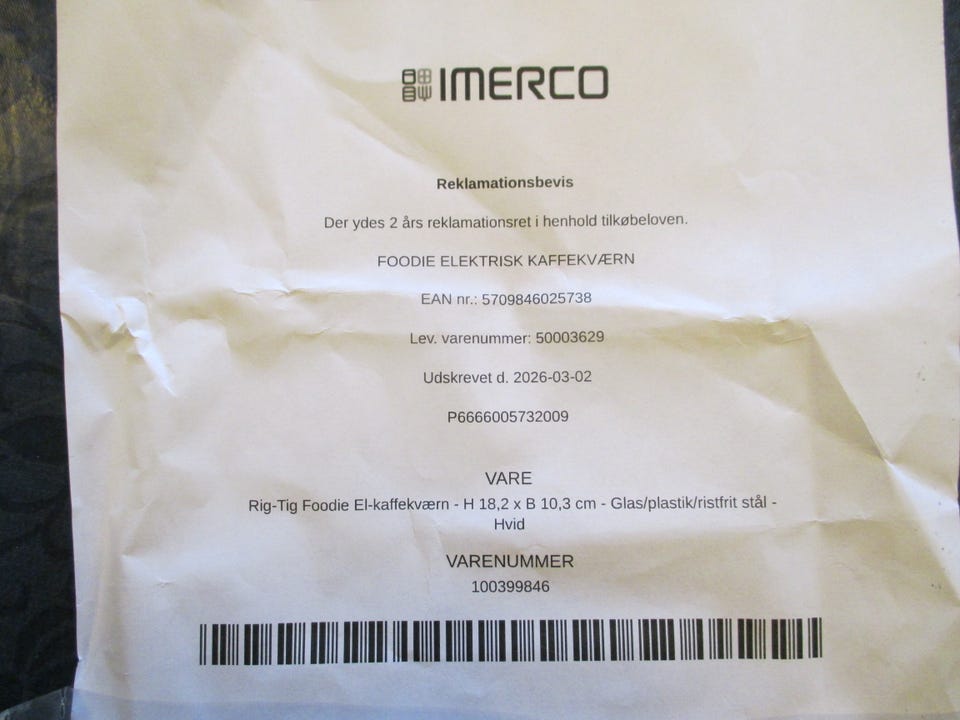 IMERCO
Reklamationsbevis
Der ydes 2 års reklamationsret i henhold tilkøbeloven.
FOODIE ELEKTRISK KAFFEKVÆRN
EAN nr.: 5709846025738
Lev. varenummer: 50003629
Udskrevet d. 2026-03-02
P6666005732009
VARE
Rig-Tig Foodie El-kaffekværn - H 18,2 x B 10,3 cm - Glas/plastik/ristfrit stål -
Hvid
VARENUMMER
100399846